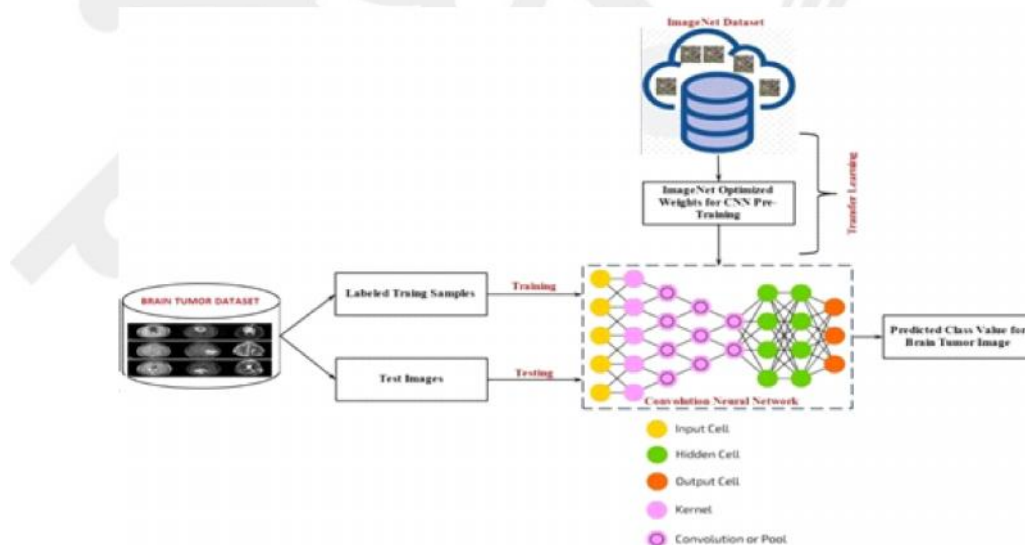 ImageNet Dataset
ImageNet Optimized
Weights for CNN Pre-
Training
Transfer Learning
BRAIN TUMOR DATASET
Labeled Traing Samples
Training
Test Images
Testing
Convolution Neural Network
Predicted Class Value for
Brain Tumor Image
Input Cell
Hidden Cell
Output Cell
Kernel
Convolution or Pool